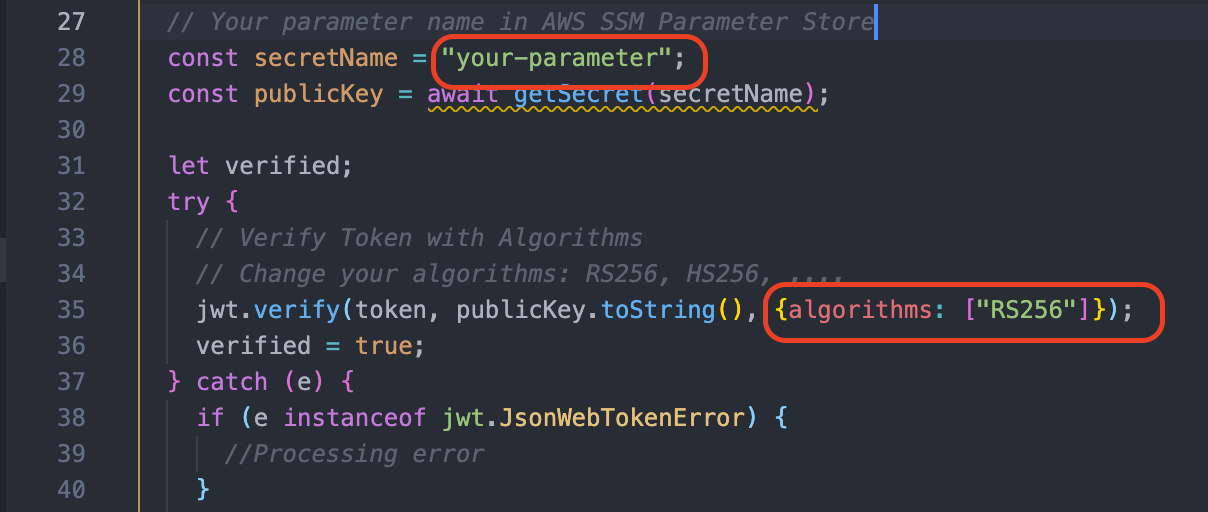 27 // Your parameter name in AWS SSM Parameter Store
28 const secretName = "your-parameter";
29 const publicKey = await getSecret(secretName);
30
31 let verified;
32 try {
33 // Verify Token with Algorithms
34 // Change your algorithms: RS256, HS256, ....
35 jwt.verify(token, publicKey.toString(), {algorithms: ["RS256"]});
36 verified = true;
37 } catch (e) {
38 if (e instanceof jwt.JsonWebTokenError) {
39 //Processing error
40 }